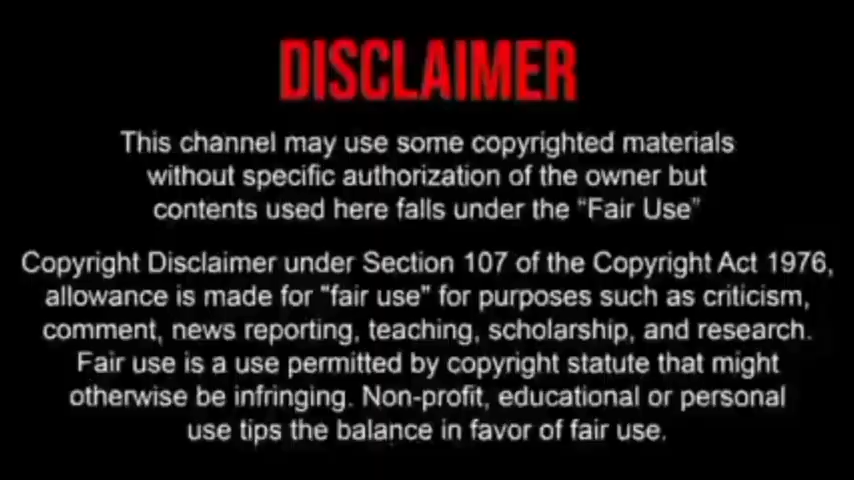 DISCLAIMER
This channel may use some copyrighted materials
without specific authorization of the owner but
contents used here falls under the “Fair Use”
Copyright Disclaimer under Section 107 of the Copyright Act 1976,
allowance is made for "fair use" for purposes such as criticism,
comment, news reporting, teaching, scholarship, and research.
Fair use is a use permitted by copyright statute that might
otherwise be infringing. Non-profit, educational or personal
use tips the balance in favor of fair use.